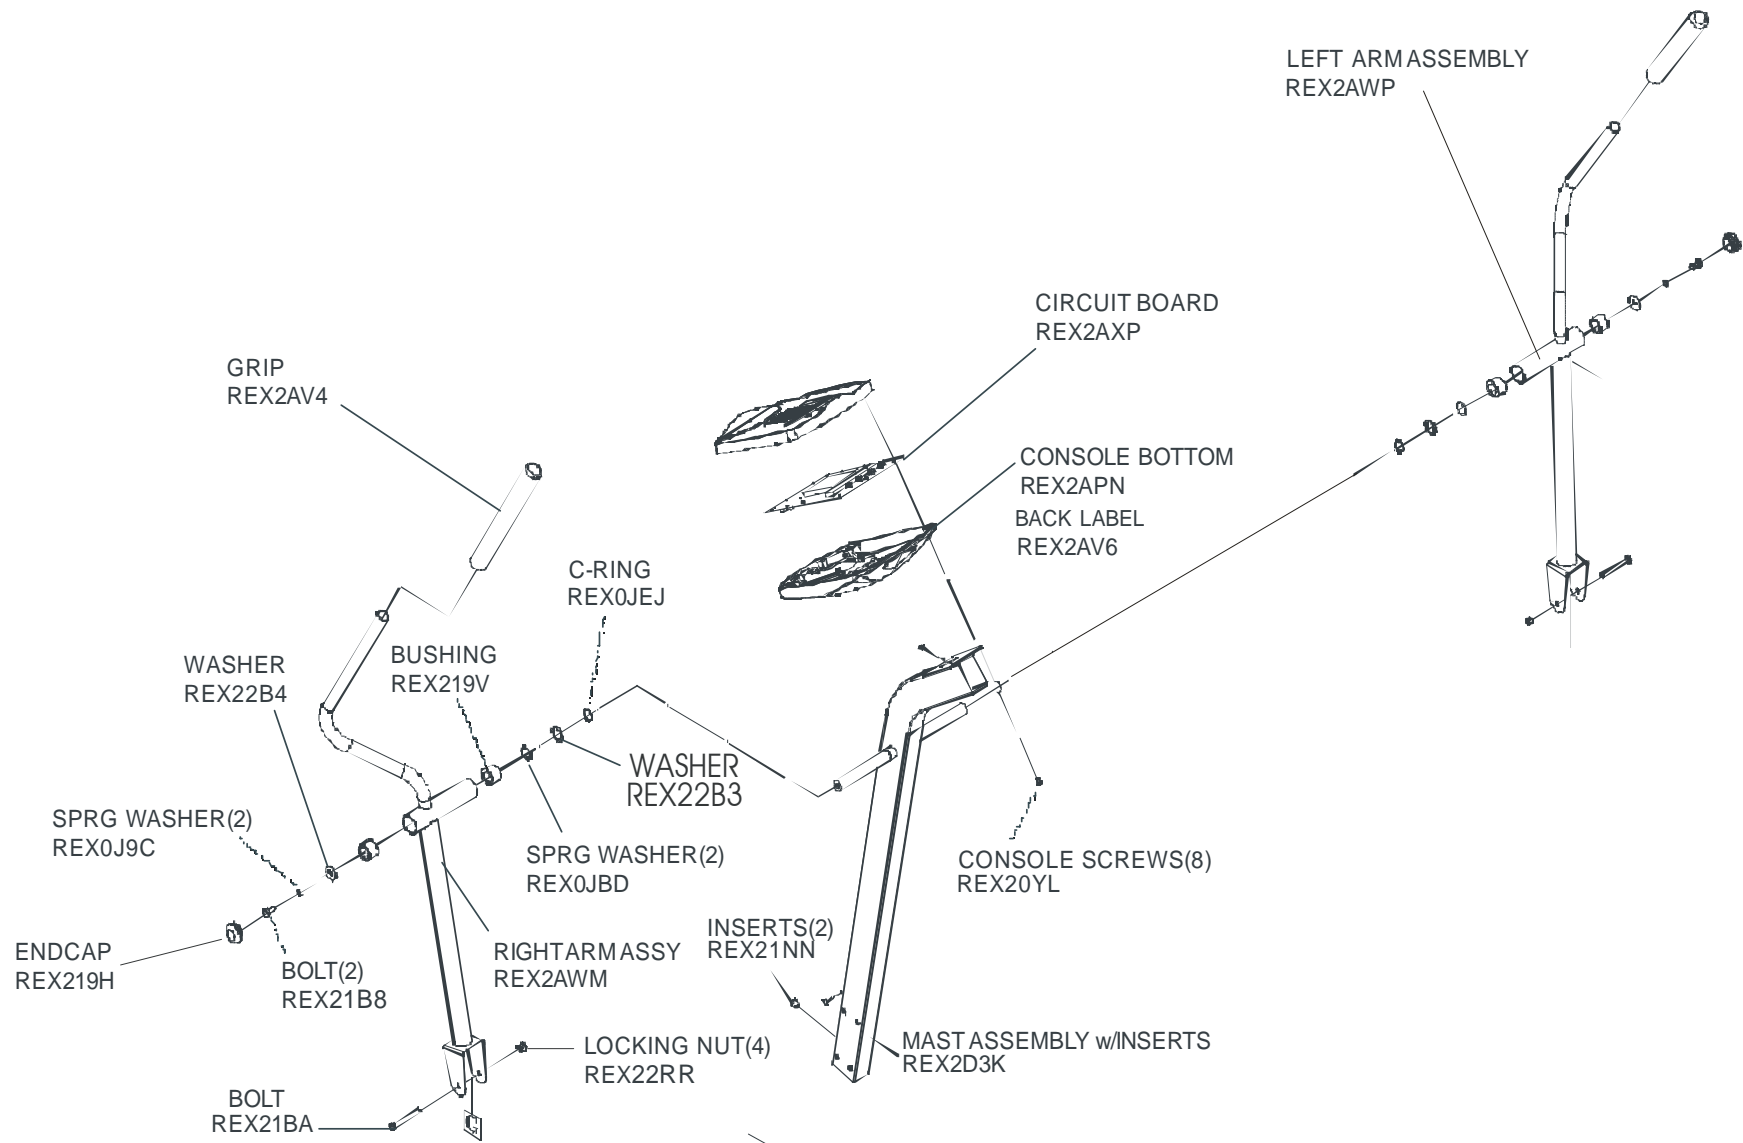 LEFT ARM ASSEMBLY
REX2AWP
CIRCUIT BOARD
REX2AXP
GRIP
REX2AV4
CONSOLE BOTTOM
REX2APN
BACK LABEL
REX2AV6
C-RING
REX0JEJ
BUSHING
REX219V
WASHER
REX22B4
WASHER
REX22B3
SPRG WASHER(2)
REX0J9C
SPRG WASHER(2)
REX0JBD
CONSOLE SCREWS(8)
REX20YL
INSERTS(2)
REX21NN
ENDCAP
REX219H
BOLT(2)
REX21B8
RIGHT ARM ASSY
REX2AWM
LOCKING NUT(4)
REX22RR
MAST ASSEMBLY w/INSERTS
REX2D3K
BOLT
REX21BA